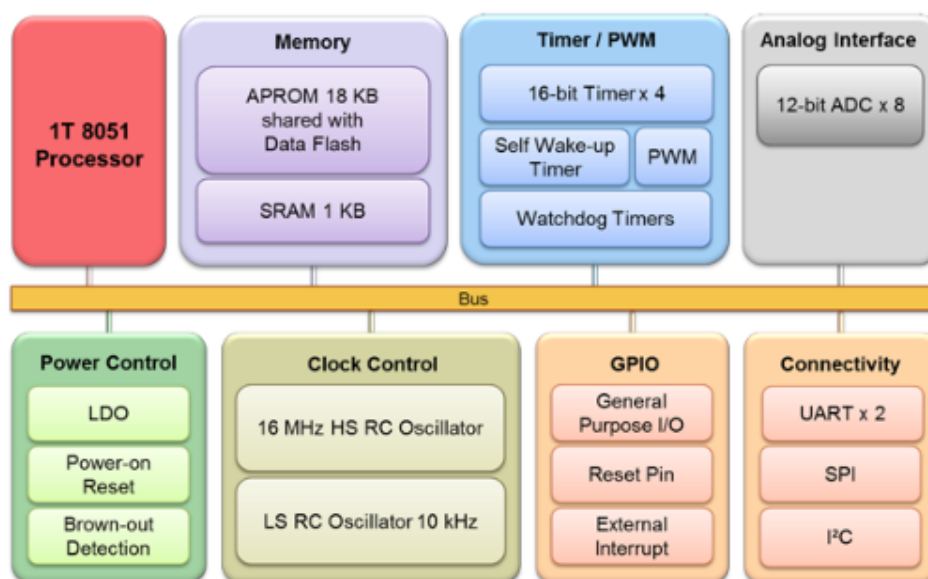 1T 8051
Processor
Memory
APROM 18 KB
shared with
Data Flash
SRAM 1 KB
Timer / PWM
16-bit Timer x 4
Self Wake-up
Timer
PWM
Watchdog Timers
Analog Interface
12-bit ADC x 8
Bus
Power Control
LDO
Power-on
Reset
Brown-out
Detection
Clock Control
16 MHz HS RC Oscillator
LS RC Oscillator 10 kHz
GPIO
General
Purpose I/O
Reset Pin
External
Interrupt
Connectivity
UART x 2
SPI
I²C